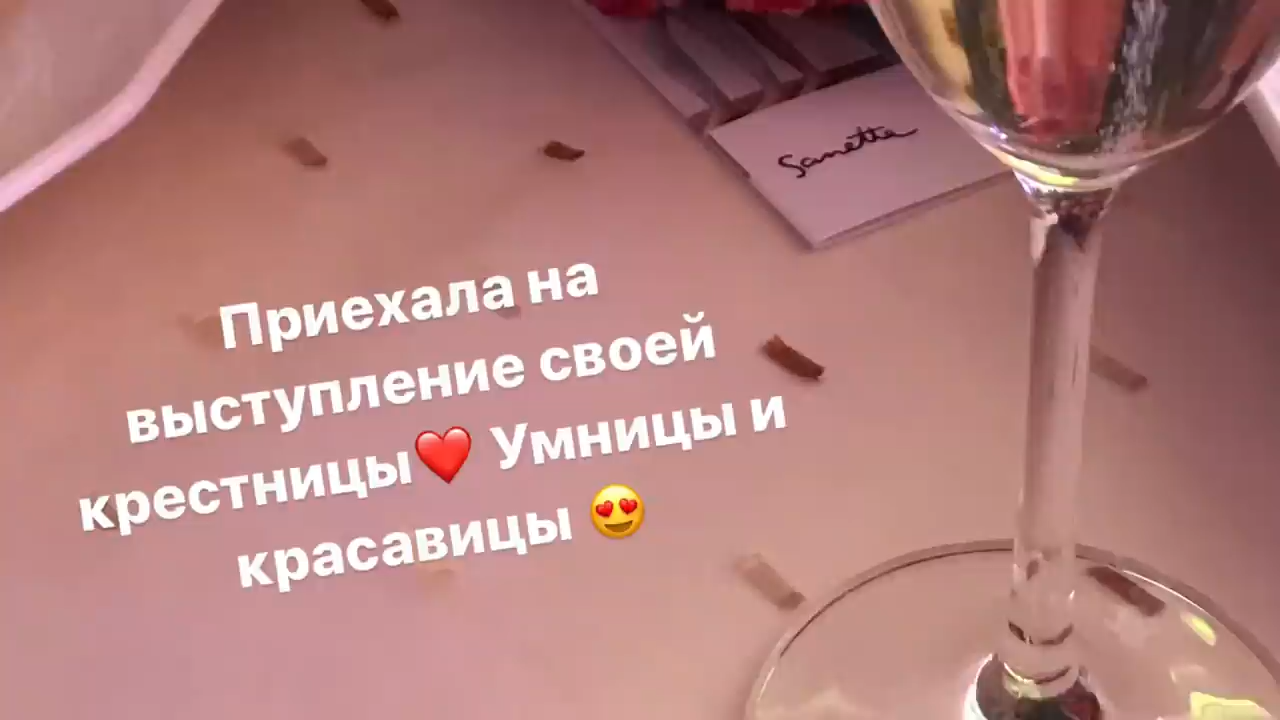 Sanetta
Приехала на
выступление своей
крестницы❤️ Умницы и
красавицы 😍